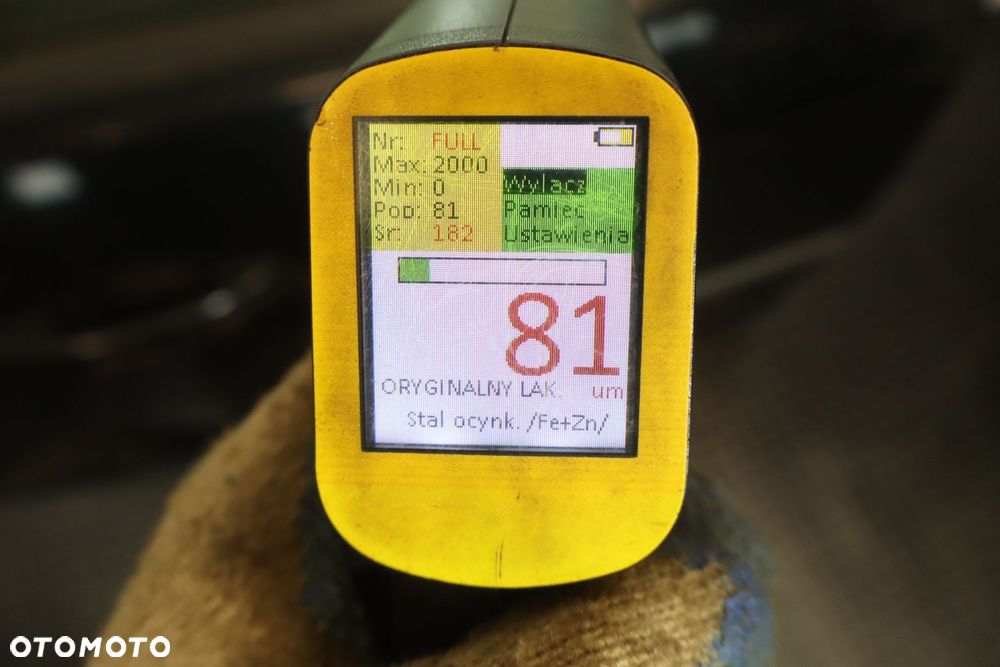 Nr: FULL
Max: 2000
Min: 0
Pop: 81
Sr: 182
Wylacz
Pamiec
Ustawienia
81
um
ORYGINALNY LAK.
Stal ocynk. /Fe+Zn/
OTOMOTO